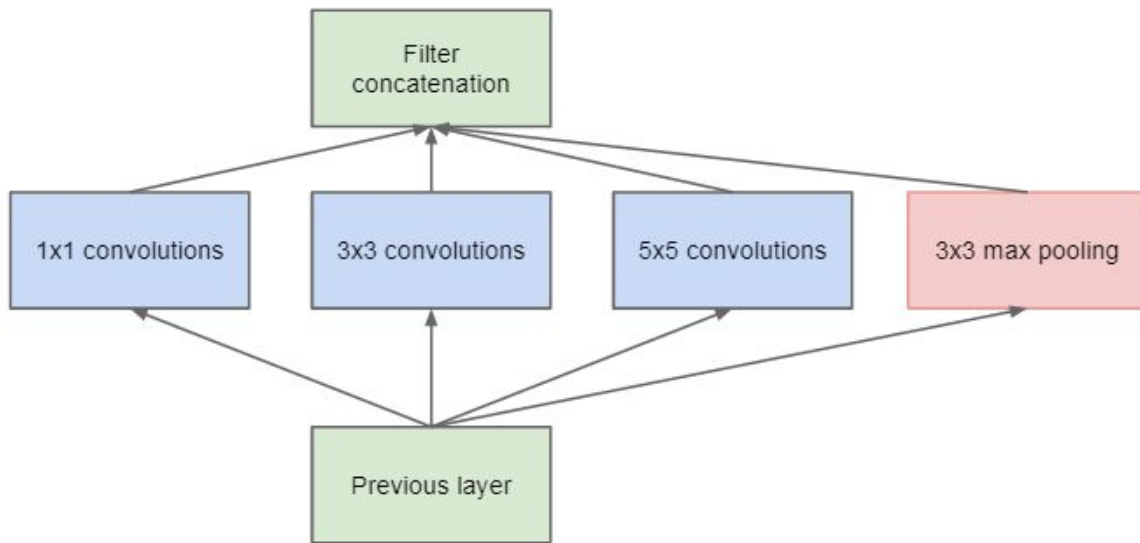 Filter
concatenation
1x1 convolutions
3x3 convolutions
5x5 convolutions
3x3 max pooling
Previous layer